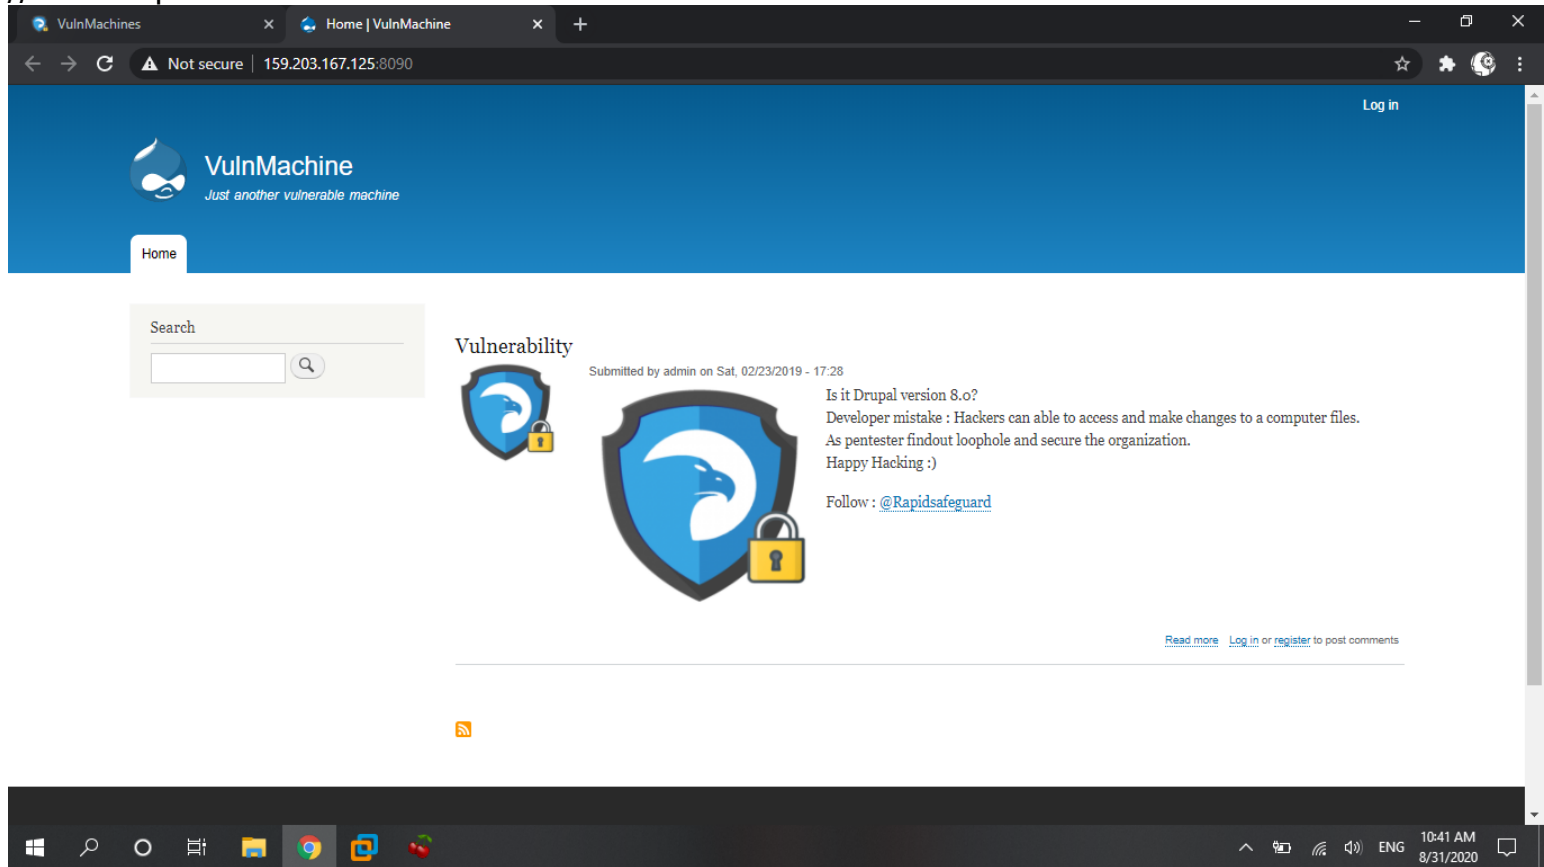 VulnMachines
Home | VulnMachine
Not secure | 159.203.167.125:8090
Log in
VulnMachine
Just another vulnerable machine
Home
Search
Vulnerability
Submitted by admin on Sat, 02/23/2019 - 17:28
Is it Drupal version 8.0?
Developer mistake : Hackers can able to access and make changes to a computer files.
As pentester findout loophole and secure the organization.
Happy Hacking :)
Follow : @Rapidsafeguard
Read more Log in or register to post comments
ENG
10:41 AM
8/31/2020